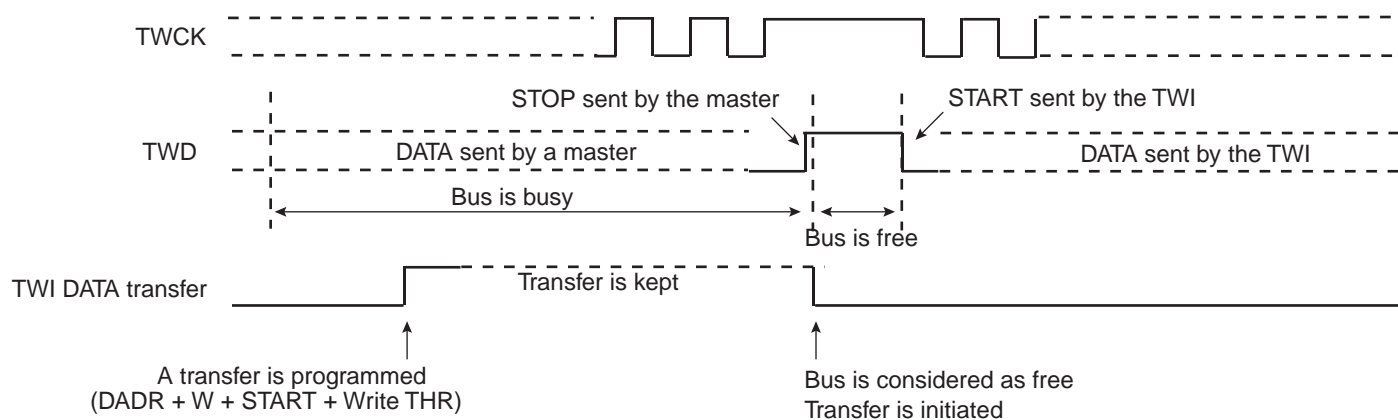 TWCK
STOP sent by the master
START sent by the TWI
TWD
DATA sent by a master
DATA sent by the TWI
Bus is busy
Bus is free
TWI DATA transfer
Transfer is kept
A transfer is programmed
(DADR + W + START + Write THR)
Bus is considered as free
Transfer is initiated